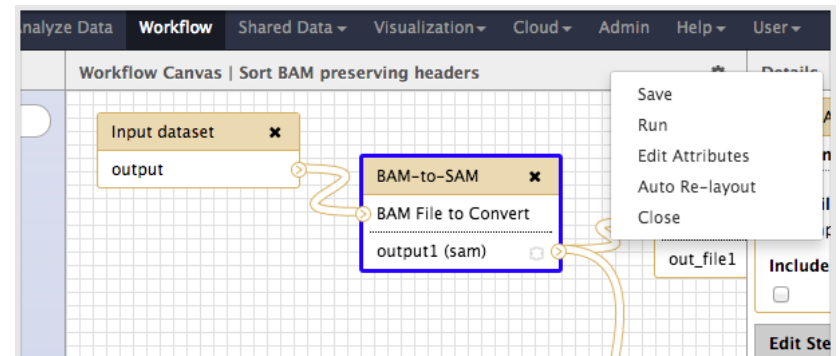 Analyze Data Workflow Shared Data Visualization Cloud Admin Help User
Workflow Canvas | Sort BAM preserving headers
Details
Save
Run
Edit Attributes
Auto Re-layout
Close
Input dataset
output
BAM-to-SAM
BAM File to Convert
output1 (sam)
out_file1
Include
Edit Ste